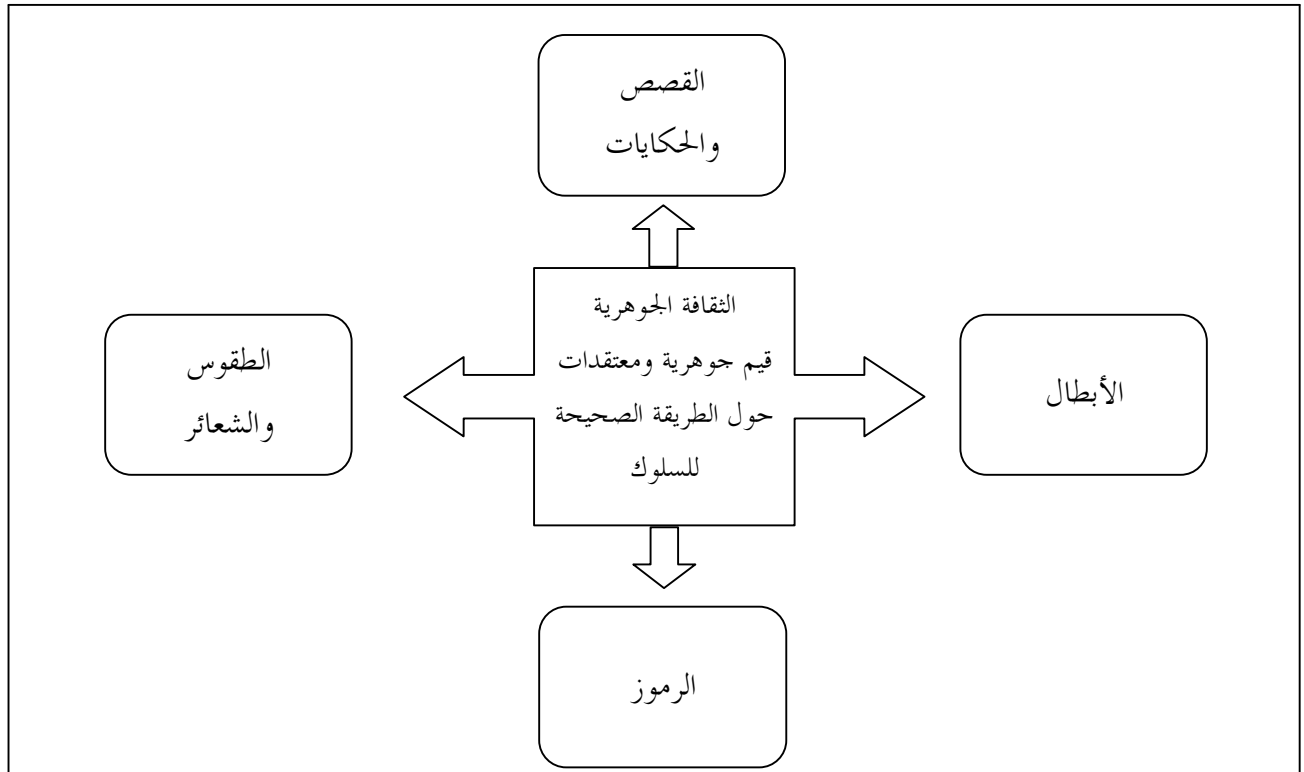 القصص
والحكايات
الثقافة الجوهرية
قيم جوهرية ومعتقدات
حول الطريقة الصحيحة
للسلوك
الأبطال
الطقوس
والشعائر
الرموز